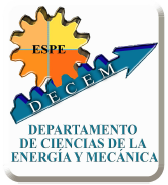 ESPE
DECEM
DEPARTAMENTO
DE CIENCIAS DE LA
ENERGÍA Y MECÁNICA